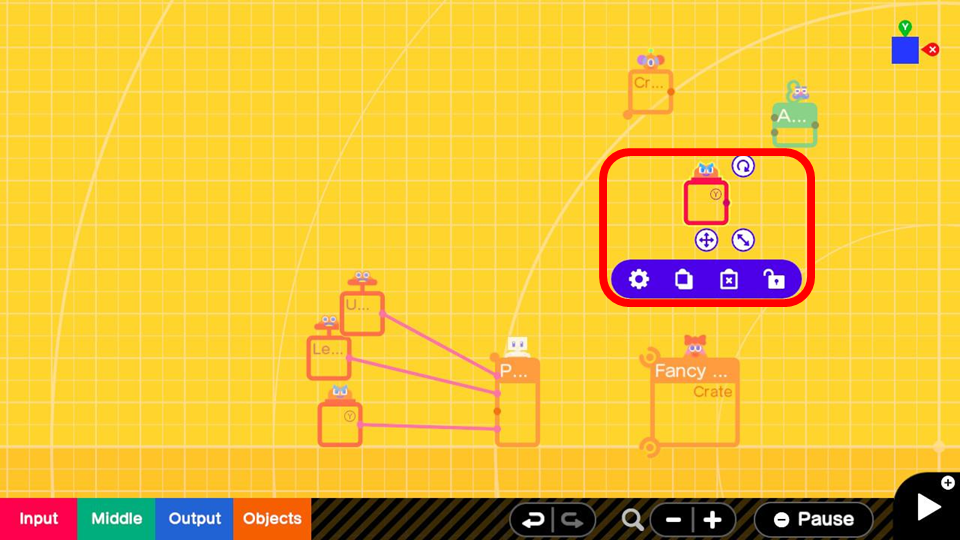 Y
X
Cr...
A...
Y
U...
Le...
P...
Fancy ...
Crate
Y
Input
Middle
Output
Objects
Pause